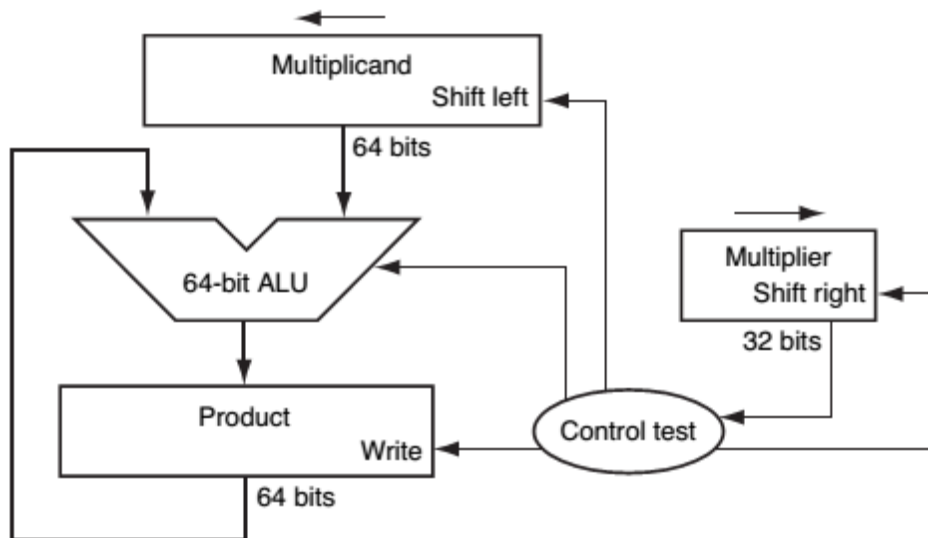 Multiplicand
Shift left
64 bits
64-bit ALU
Multiplier
Shift right
32 bits
Product
Write
Control test
64 bits